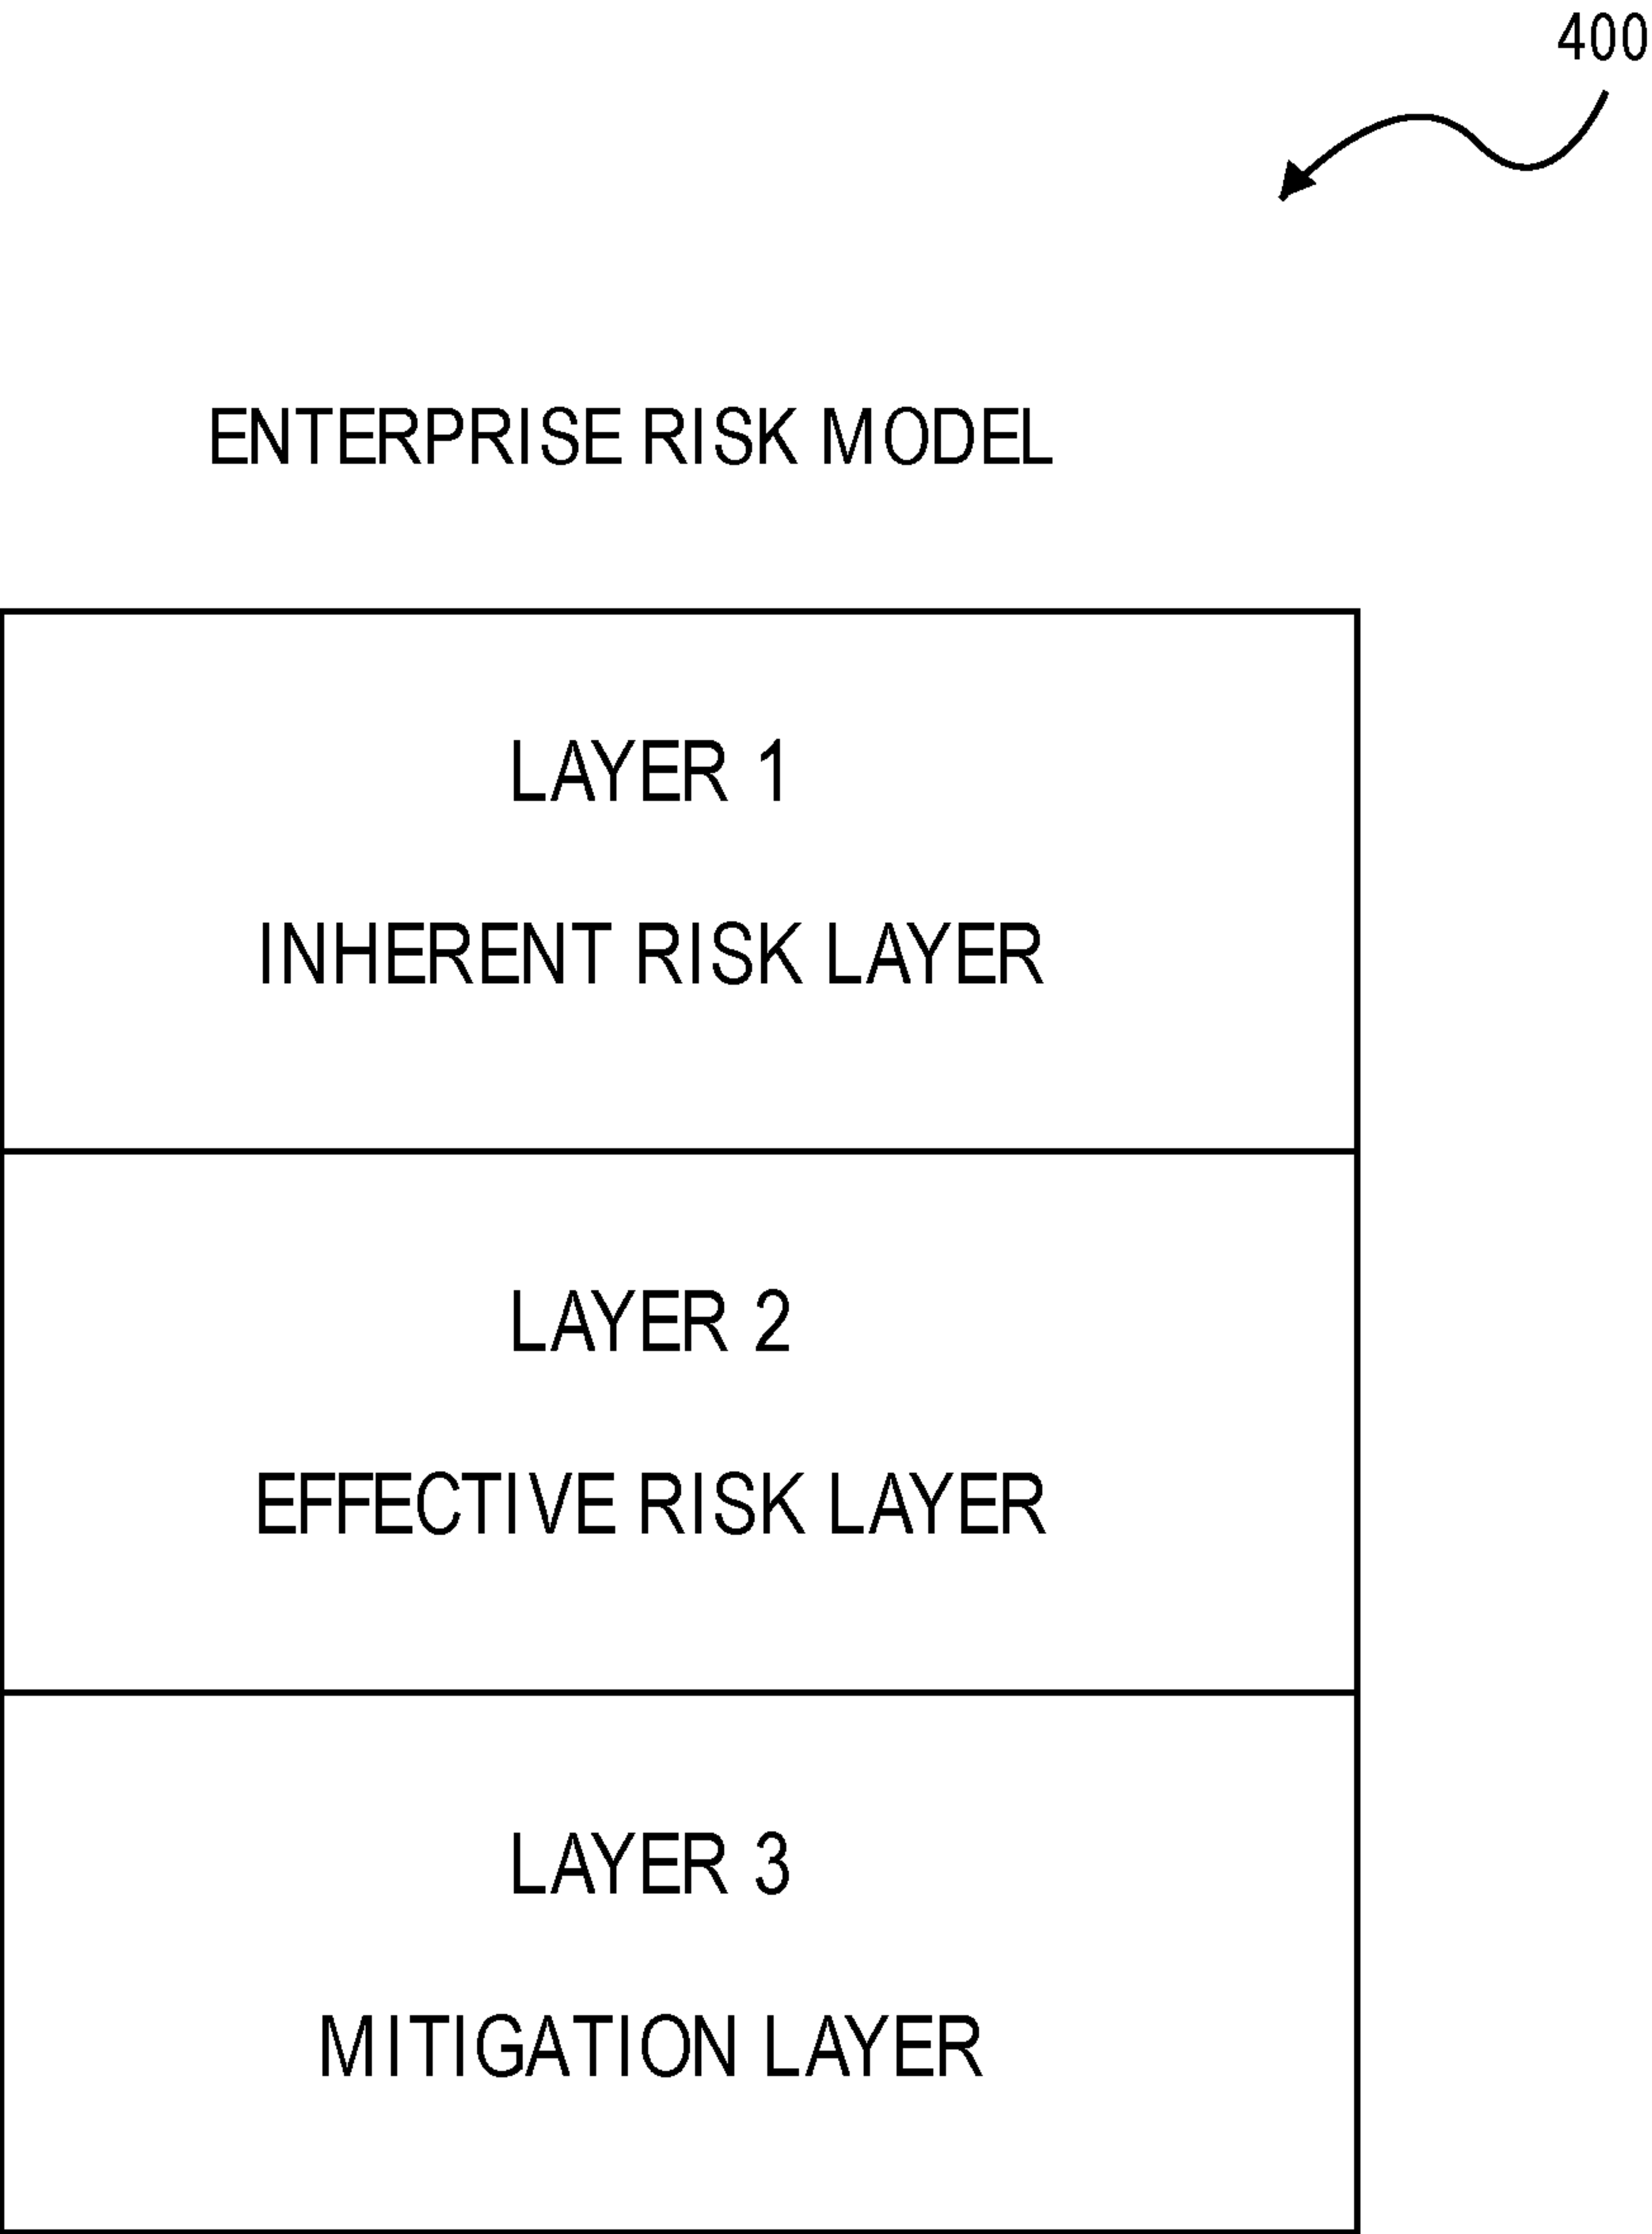 400
ENTERPRISE RISK MODEL
LAYER 1
INHERENT RISK LAYER
LAYER 2
EFFECTIVE RISK LAYER
LAYER 3
MITIGATION LAYER